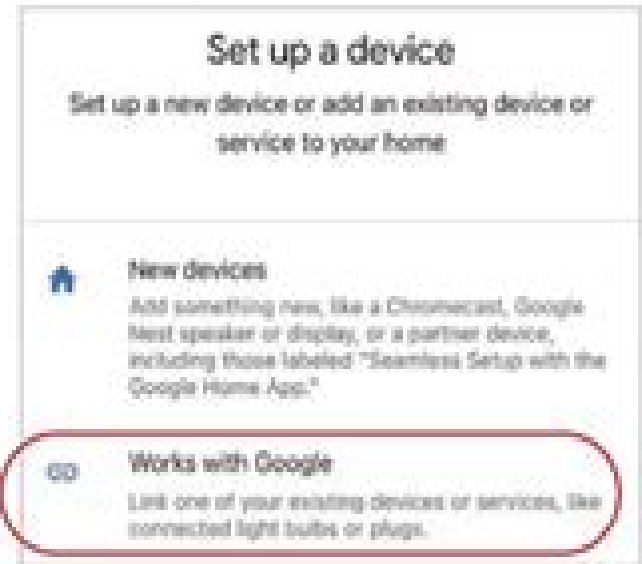 Set up a device
Set up a new device or add an existing device or
service to your home
New devices
Add something new, like a Chromecast, Google
Nest speaker or display, or a partner device,
including those labeled "Seamless Setup with the
Google Home App."
Works with Google
Link one of your existing devices or services, like
connected light bulbs or plugs.